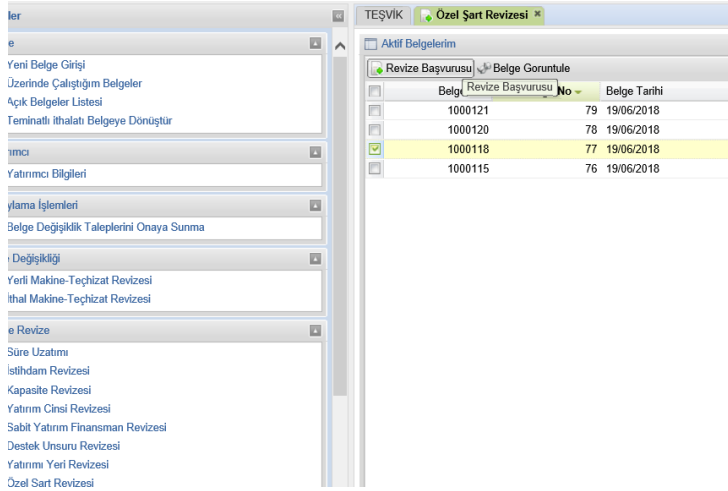 ler
e
Yeni Belge Girişi
Üzerinde Çalıştığım Belgeler
Açık Belgeler Listesi
Teminatlı ithalatı Belgeye Dönüştür
rımcı
Yatırımcı Bilgileri
ylama İşlemleri
Belge Değişiklik Taleplerini Onaya Sunma
Değişikliği
Yerli Makine-Teçhizat Revizesi
İthal Makine-Teçhizat Revizesi
e Revize
Süre Uzatımı
İstihdam Revizesi
Kapasite Revizesi
Yatırım Cinsi Revizesi
Sabit Yatırım Finansman Revizesi
Destek Unsuru Revizesi
Yatırımı Yeri Revizesi
Özel Şart Revizesi
TEŞVİK Özel Şart Revizesi
Aktif Belgelerim
Revize Başvurusu Belge Goruntule
Revize Başvurusu
Belg No Belge Tarihi
1000121 79 19/06/2018
1000120 78 19/06/2018
1000118 77 19/06/2018
1000115 76 19/06/2018